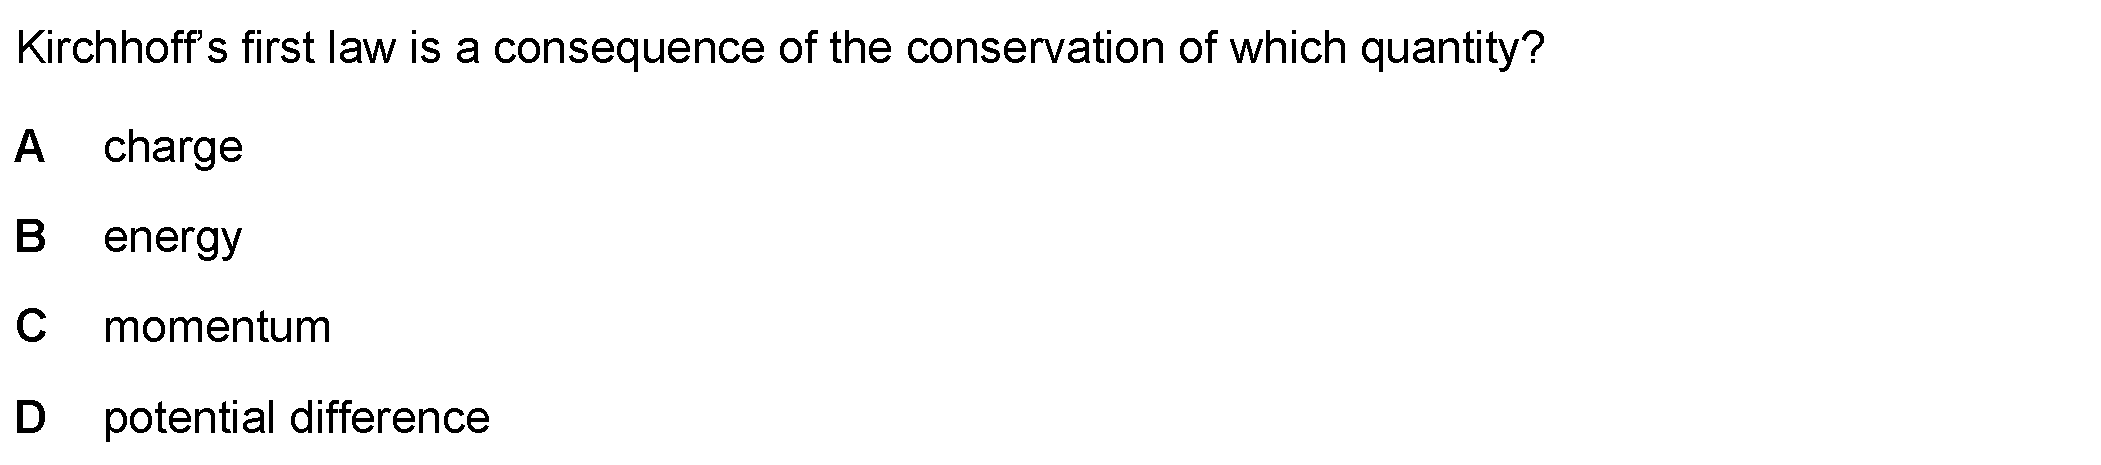 Kirchhoff’s first law is a consequence of the conservation of which quantity?
A charge
B energy
C momentum
D potential difference